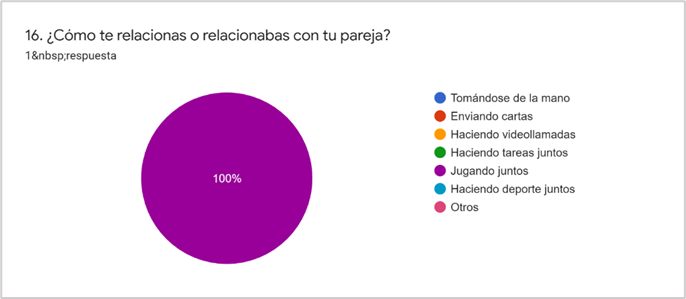 16. ¿Cómo te relacionas o relacionabas con tu pareja?
1&nbsp;respuesta
100%
Tomándose de la mano
Enviando cartas
Haciendo videollamadas
Haciendo tareas juntos
Jugando juntos
Haciendo deporte juntos
Otros